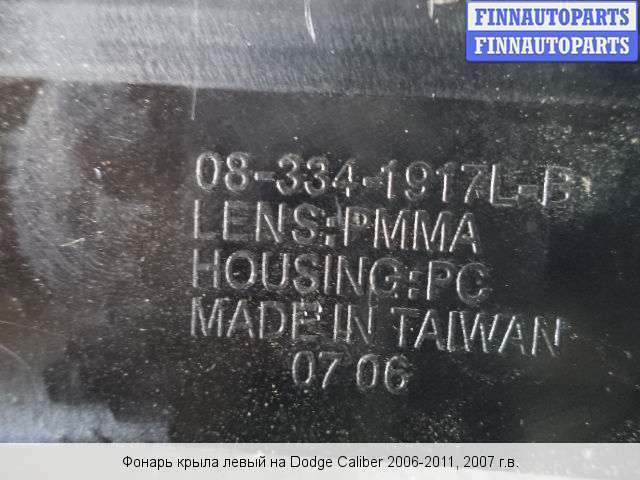 FINNAUTOPARTS
FINNAUTOPARTS
08-334-1917L-B
LENS:PMMA
HOUSING:PC
MADE IN TAIWAN
07 06
Фонарь крыла левый на Dodge Caliber 2006-2011, 2007 г.в.